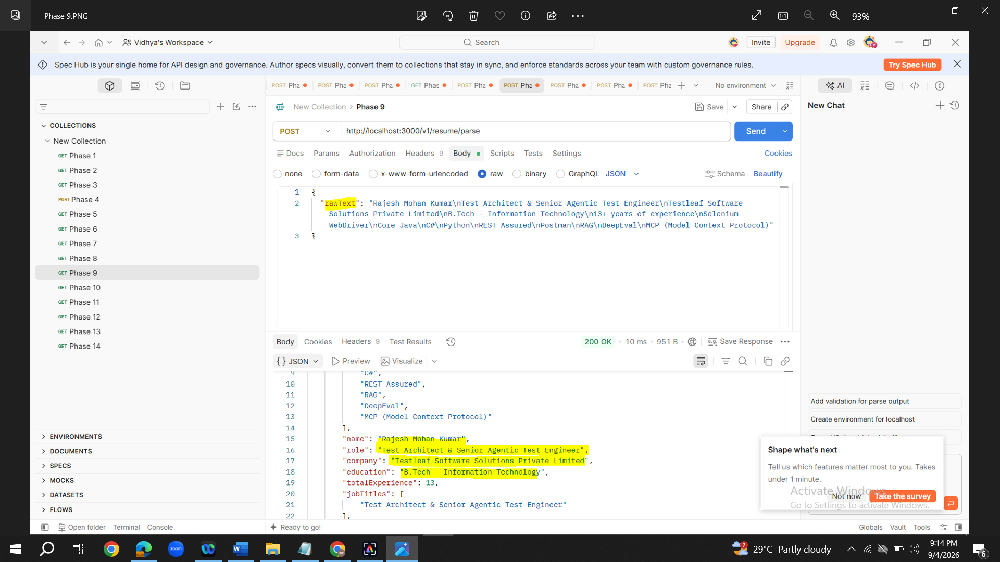 Phase 9.PNG
93%
Vidhya's Workspace
Search
Invite
Upgrade
Spec Hub is your single home for API design and governance. Author specs visually, convert them to collections that stay in sync, and enforce standards across your team with custom governance rules.
Try Spec Hub
POST Pha
POST Pha
POST Pha
GET Phas
POST Pha
POST Pha
POST Pha
POST Pha
POST Pha
No environment
AI
New Collection > Phase 9
Save
Share
New Chat
COLLECTIONS
New Collection
GET Phase 1
GET Phase 2
GET Phase 3
POST Phase 4
GET Phase 5
GET Phase 6
GET Phase 7
GET Phase 8
GET Phase 9
GET Phase 10
GET Phase 11
GET Phase 12
GET Phase 13
GET Phase 14
ENVIRONMENTS
DOCUMENTS
SPECS
MOCKS
DATASETS
FLOWS
HTTP
POST
http://localhost:3000/v1/resume/parse
Send
Docs Params Authorization Headers 9 Body Scripts Tests Settings
Cookies
none form-data x-www-form-urlencoded raw binary GraphQL JSON
Schema Beautify
1 {
2 "rawText": "Rajesh Mohan Kumar\nTest Architect & Senior Agentic Test Engineer\nTestleaf Software
Solutions Private Limited\nB.Tech - Information Technology\n13+ years of experience\nSelenium
WebDriver\nCore Java\nC#\nPython\nREST Assured\nPostman\nRAG\nDeepEval\nMCP (Model Context Protocol)"
3 }
Body Cookies Headers 9 Test Results
200 OK • 10 ms • 951 B
e.g. Save Response
{} JSON
Preview
Visualize
9 "C#",
10 "REST Assured",
11 "RAG",
12 "DeepEval",
13 "MCP (Model Context Protocol)"
14 ],
15 "name": "Rajesh Mohan Kumar",
16 "role": "Test Architect & Senior Agentic Test Engineer",
17 "company": "Testleaf Software Solutions Private Limited",
18 "education": "B.Tech - Information Technology",
19 "totalExperience": 13,
20 "jobTitles": [
21 "Test Architect & Senior Agentic Test Engineer"
22 ],
Add validation for parse output
Create environment for localhost
Shape what's next
Tell us which features matter most to you. Takes
under 1 minute.
Not now
Take the survey
Activate Windows
Go to Settings to activate Windows.
Open folder
Terminal
Console
Ready to go!
Globals
Vault
Tools
zoom
29°C Partly cloudy
9:14 PM
9/4/2026